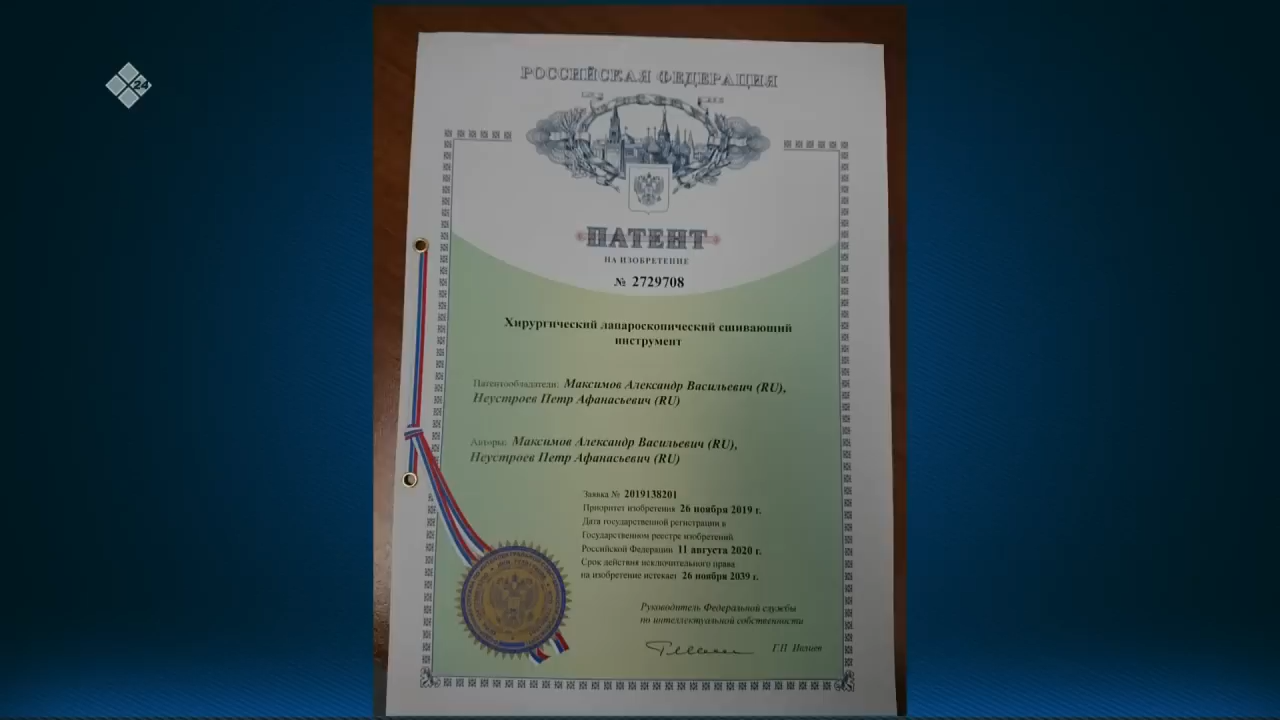 24
РОССИЙСКАЯ ФЕДЕРАЦИЯ
ПАТЕНТ
НА ИЗОБРЕТЕНИЕ
№ 2729708
Хирургический лапароскопический сшивающий
инструмент
Патентообладатели: Максимов Александр Васильевич (RU),
Неустроев Петр Афанасьевич (RU)
Авторы: Максимов Александр Васильевич (RU),
Неустроев Петр Афанасьевич (RU)
Заявка № 2019138201
Приоритет изобретения 26 ноября 2019 г.
Дата государственной регистрации в
Государственном реестре изобретений
Российской Федерации 11 августа 2020 г.
Срок действия исключительного права
на изобретение истекает 26 ноября 2039 г.
Руководитель Федеральной службы
по интеллектуальной собственности
Г.П. Ивлиев